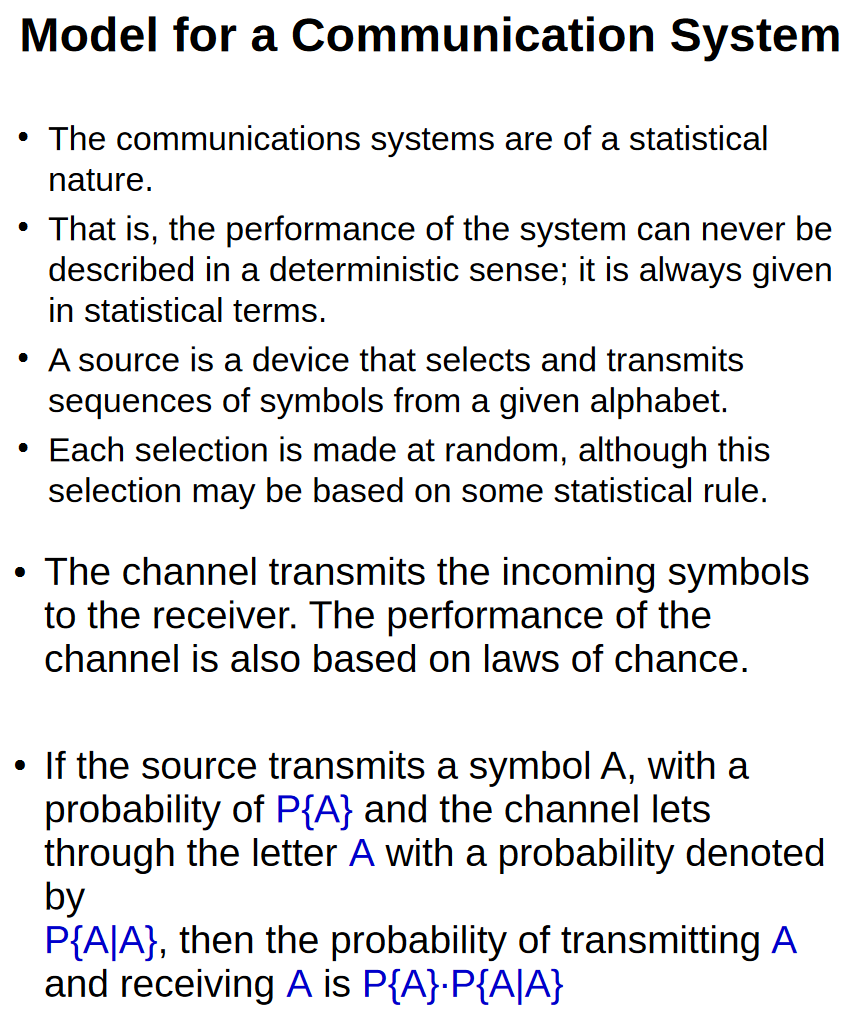 Model for a Communication System
• The communications systems are of a statistical
nature.
• That is, the performance of the system can never be
described in a deterministic sense; it is always given
in statistical terms.
• A source is a device that selects and transmits
sequences of symbols from a given alphabet.
• Each selection is made at random, although this
selection may be based on some statistical rule.
• The channel transmits the incoming symbols
to the receiver. The performance of the
channel is also based on laws of chance.
• If the source transmits a symbol A, with a
probability of P{A} and the channel lets
through the letter A with a probability denoted
by
P{A|A}, then the probability of transmitting A
and receiving A is P{A}·P{A|A}